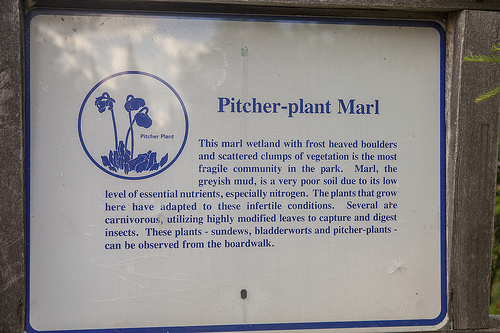 Pitcher-plant Marl
Pitcher Plant
This marl wetland with frost heaved boulders
and scattered clumps of vegetation is the most
fragile community in the park. Marl, the
greyish mud, is a very poor soil due to its low
level of essential nutrients, especially nitrogen. The plants that grow
here have adapted to these infertile conditions. Several are
carnivorous, utilizing highly modified leaves to capture and digest
insects. These plants - sundews, bladderworts and pitcher-plants -
can be observed from the boardwalk.